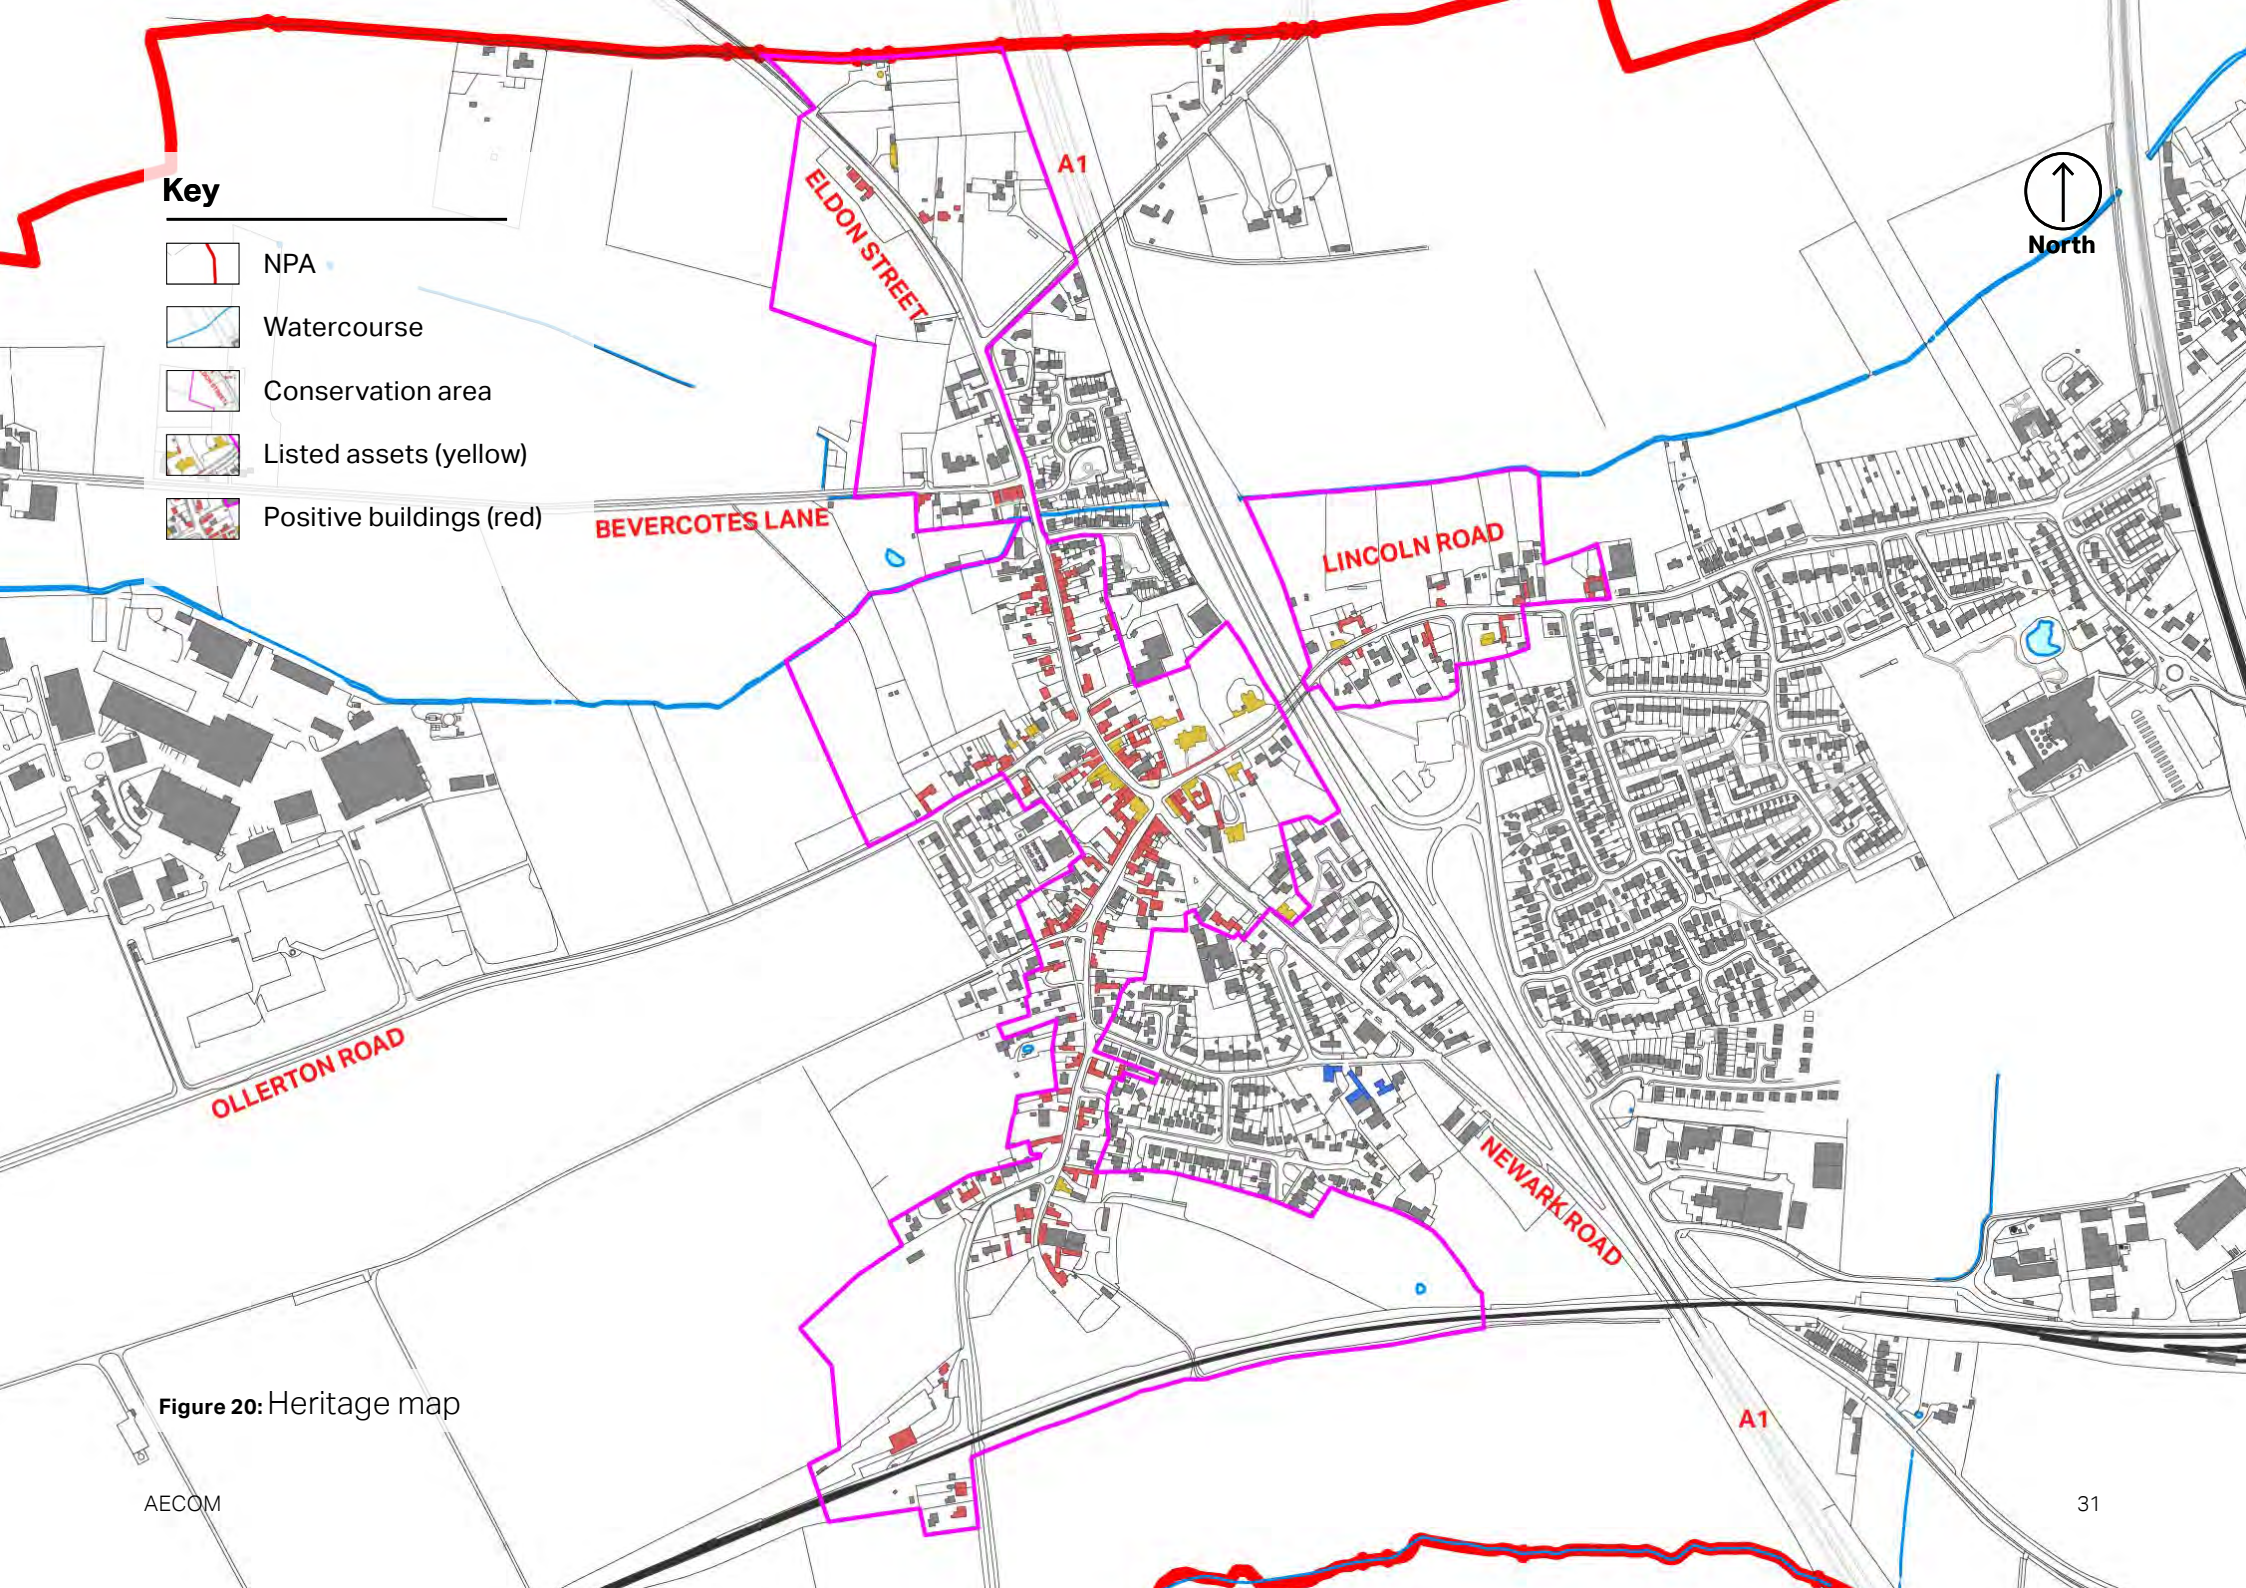 A1
Key
ELDON STREET
North
NPA
Watercourse
Conservation area
Listed assets (yellow)
Positive buildings (red)
BEVERCOTES LANE
LINCOLN ROAD
OLLERTON ROAD
NEWARK ROAD
Figure 20: Heritage map
A1
AECOM
31